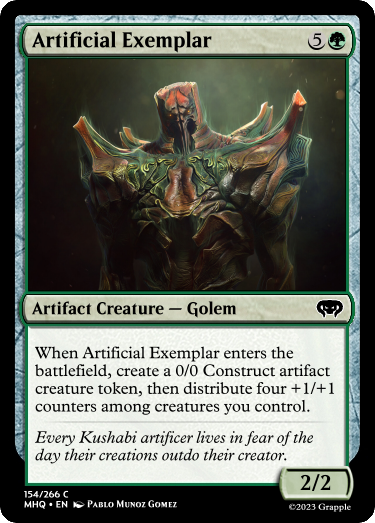 Artificial Exemplar 5
Artifact Creature — Golem
When Artificial Exemplar enters the
battlefield, create a 0/0 Construct artifact
creature token, then distribute four +1/+1
counters among creatures you control.
Every Kushabi artificer lives in fear of the
day their creations outdo their creator.
2/2
154/266 C
MHQ • EN Pablo Munoz Gomez
©2023 Grapple